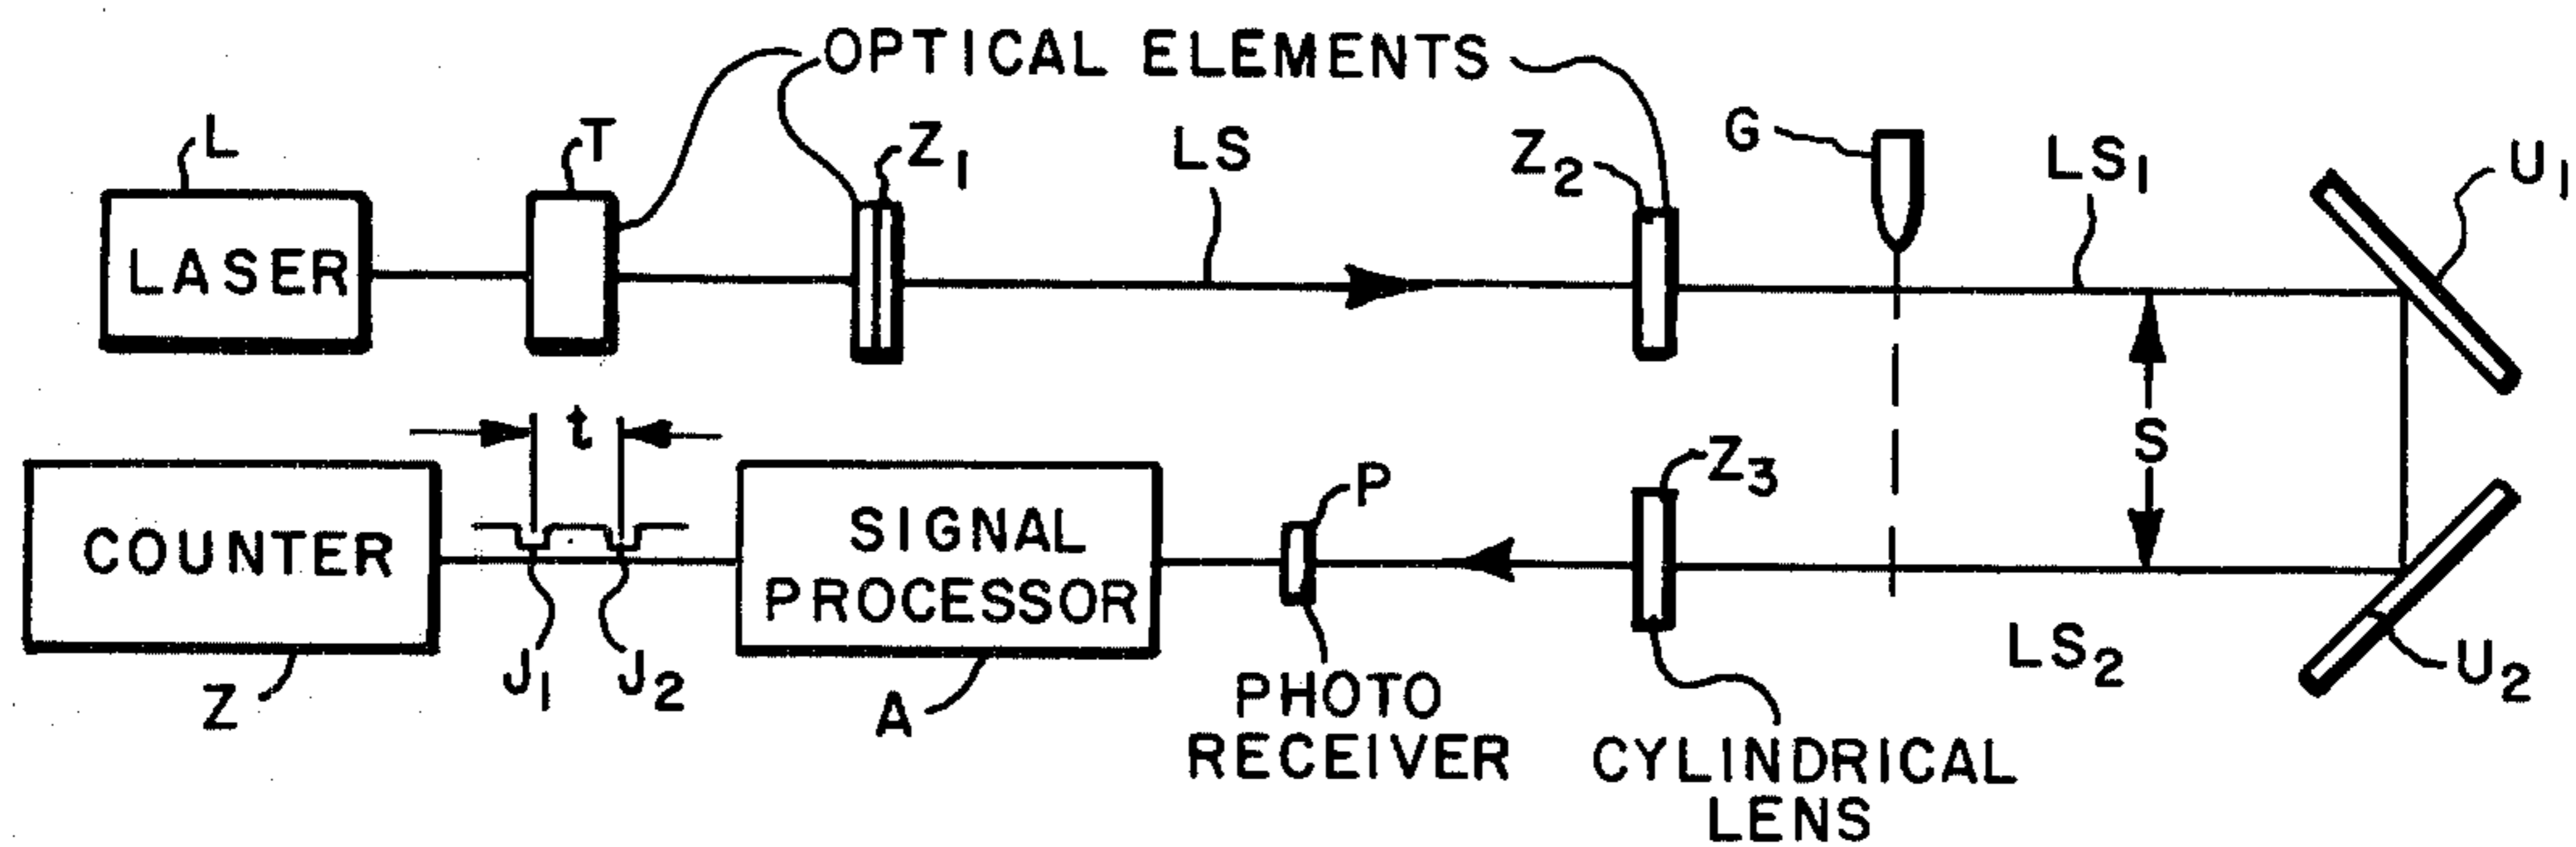 OPTICAL ELEMENTS
L
T
Z1
LS
Z2
G
LS1
U1
LASER
t
S
COUNTER
SIGNAL
PROCESSOR
P
Z3
Z
J1
J2
A
PHOTO
RECEIVER
CYLINDRICAL
LENS
LS2
U2